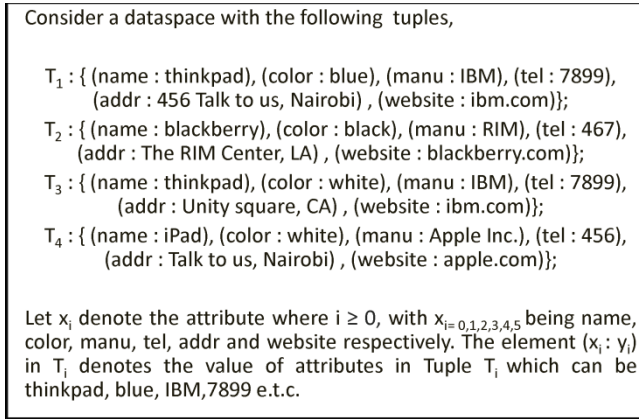 Consider a dataspace with the following tuples,
T1 : { (name : thinkpad), (color : blue), (manu : IBM), (tel : 7899),
(addr : 456 Talk to us, Nairobi) , (website : ibm.com)};
T2 : { (name : blackberry), (color : black), (manu : RIM), (tel : 467),
(addr : The RIM Center, LA) , (website : blackberry.com)};
T3 : { (name : thinkpad), (color : white), (manu : IBM), (tel : 7899),
(addr : Unity square, CA) , (website : ibm.com)};
T4 : { (name : iPad), (color : white), (manu : Apple Inc.), (tel : 456),
(addr : Talk to us, Nairobi) , (website : apple.com)};
Let xi denote the attribute where i ≥ 0, with xi= 0,1,2,3,4,5 being name,
color, manu, tel, addr and website respectively. The element (xi: yi)
in Ti denotes the value of attributes in Tuple Ti which can be
thinkpad, blue, IBM,7899 e.t.c.